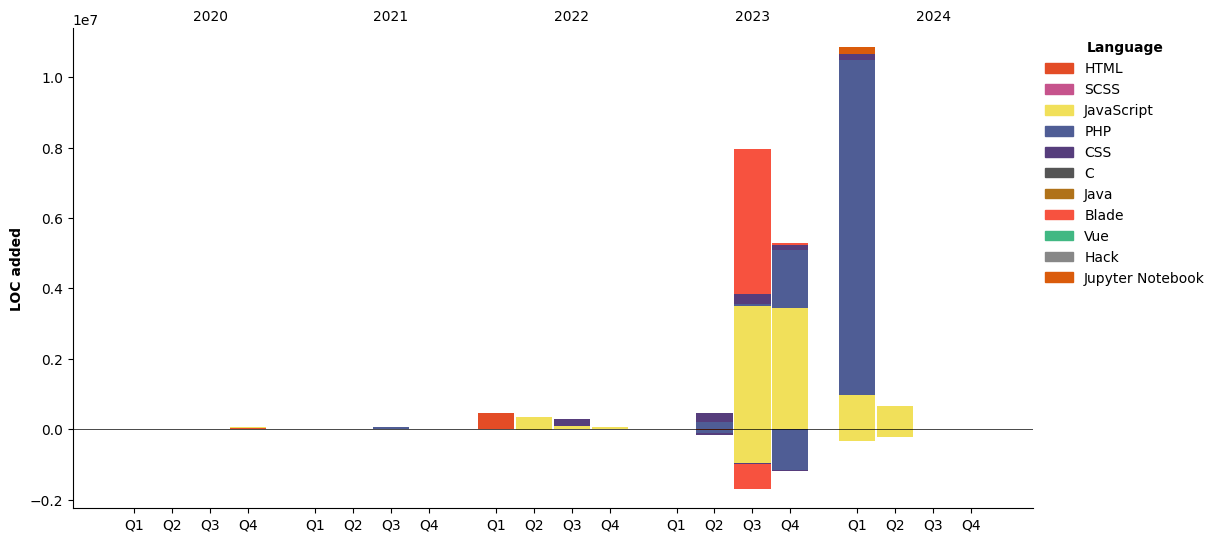 1e7
2020 2021 2022 2023 2024
Language
HTML
SCSS
JavaScript
PHP
CSS
C
Java
Blade
Vue
Hack
Jupyter Notebook
LOC added
1.0
0.8
0.6
0.4
0.2
0.0
−0.2
Q1 Q2 Q3 Q4 Q1 Q2 Q3 Q4 Q1 Q2 Q3 Q4 Q1 Q2 Q3 Q4 Q1 Q2 Q3 Q4